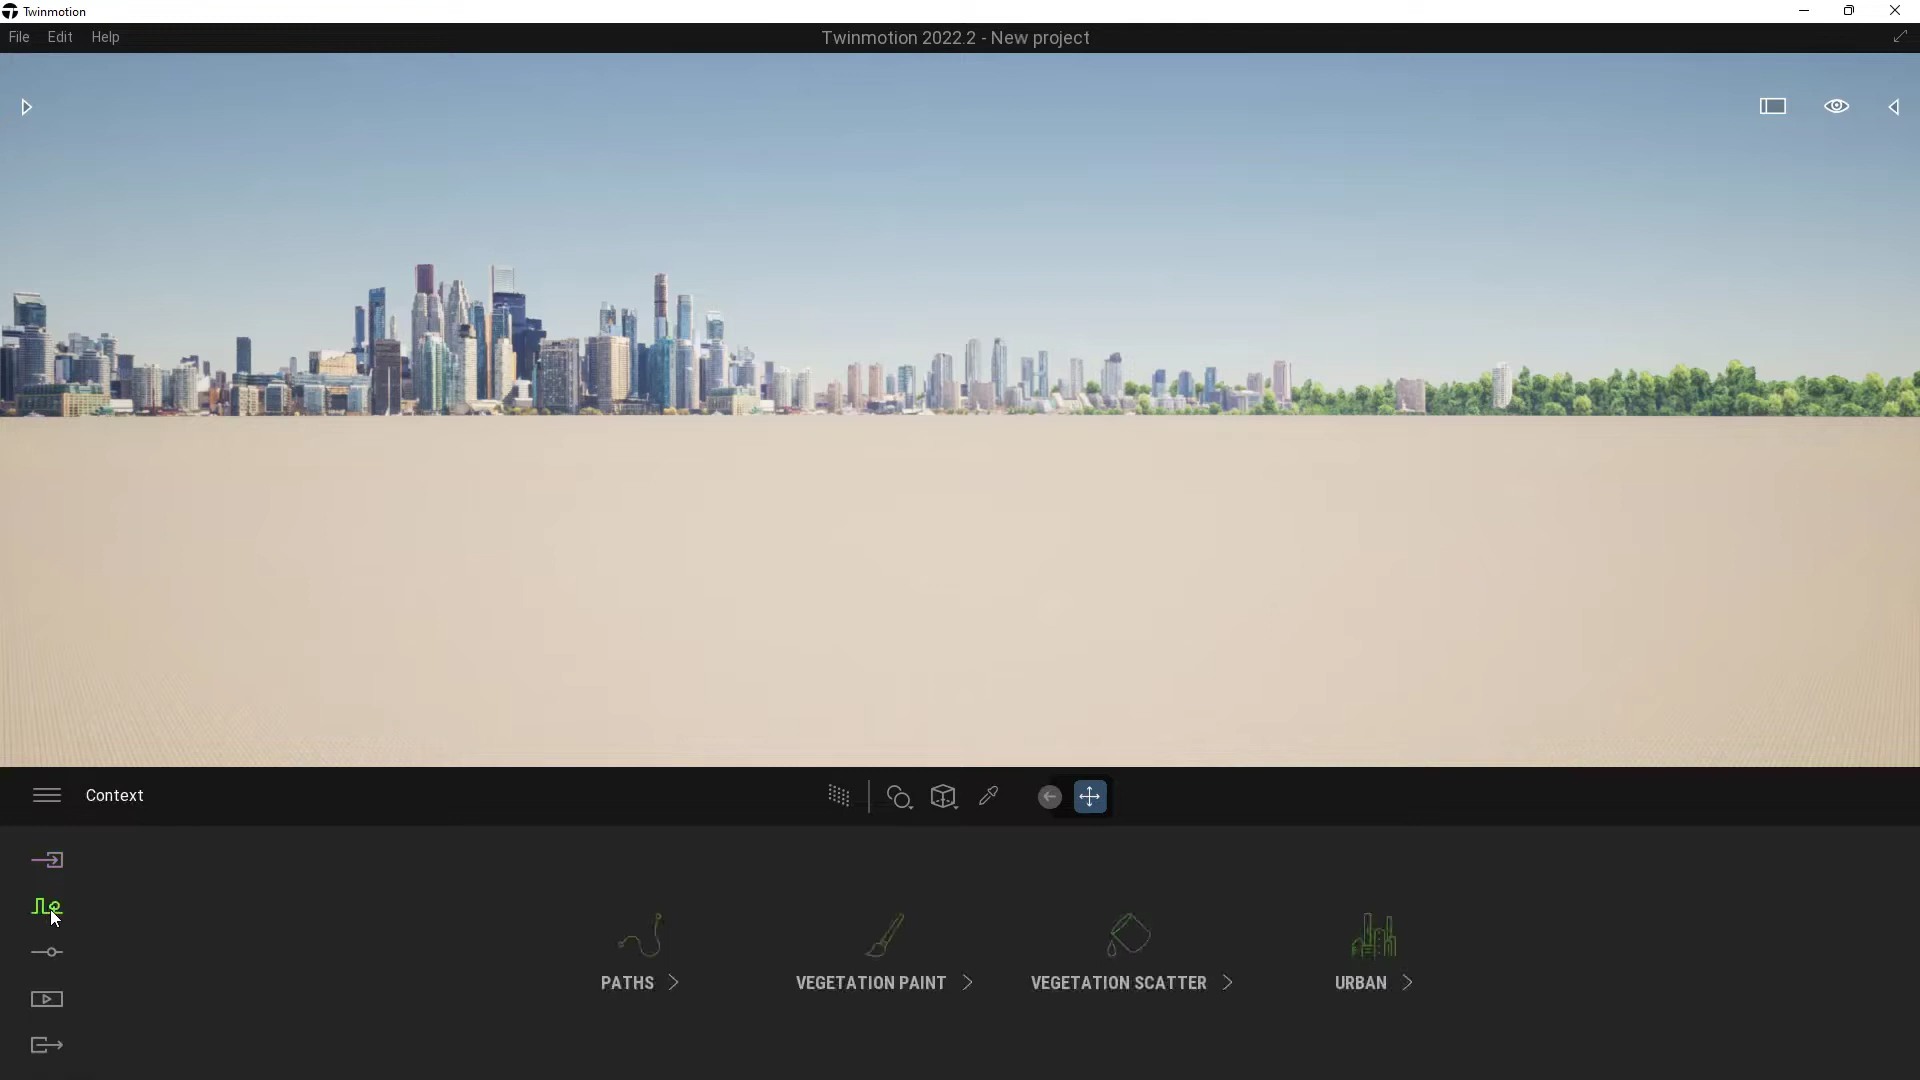 Twinmotion
File Edit Help
Twinmotion 2022.2 - New project
Context
PATHS
VEGETATION PAINT
VEGETATION SCATTER
URBAN